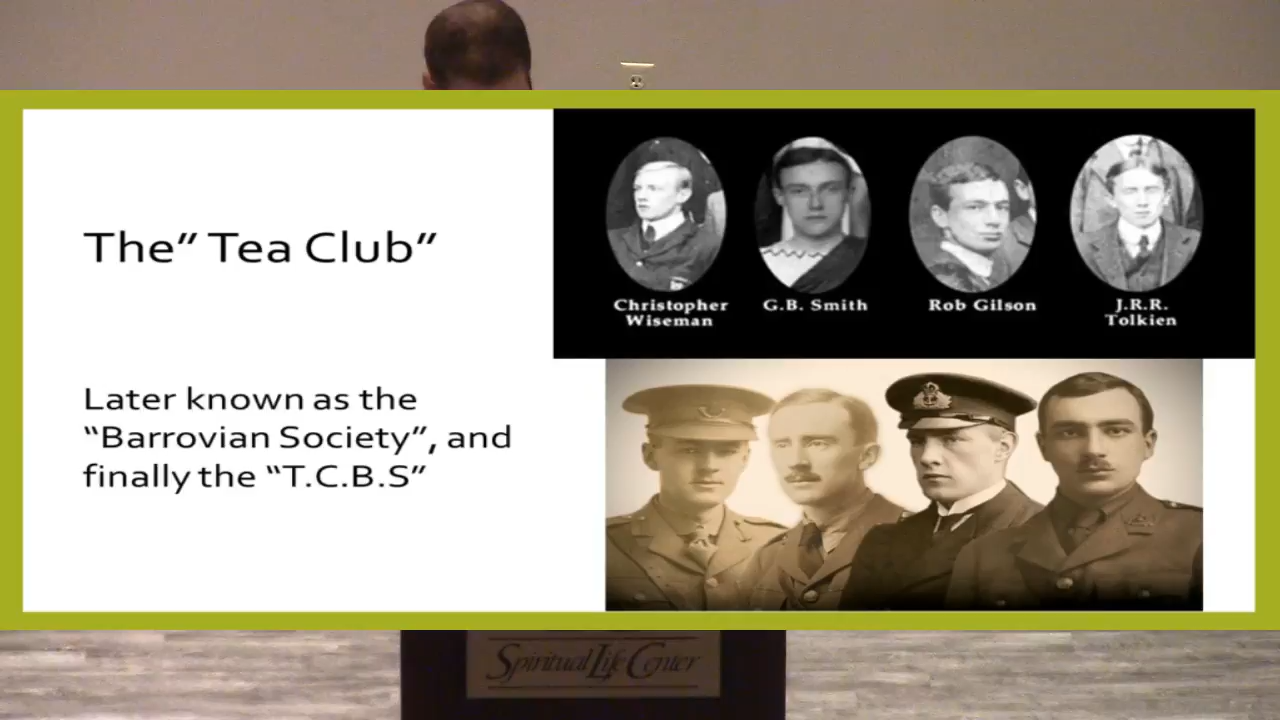 The” Tea Club”
Later known as the
“Barrovian Society”, and
finally the “T.C.B.S”
Christopher
Wiseman
G.B. Smith
Rob Gilson
J.R.R.
Tolkien
Spiritual Life Center